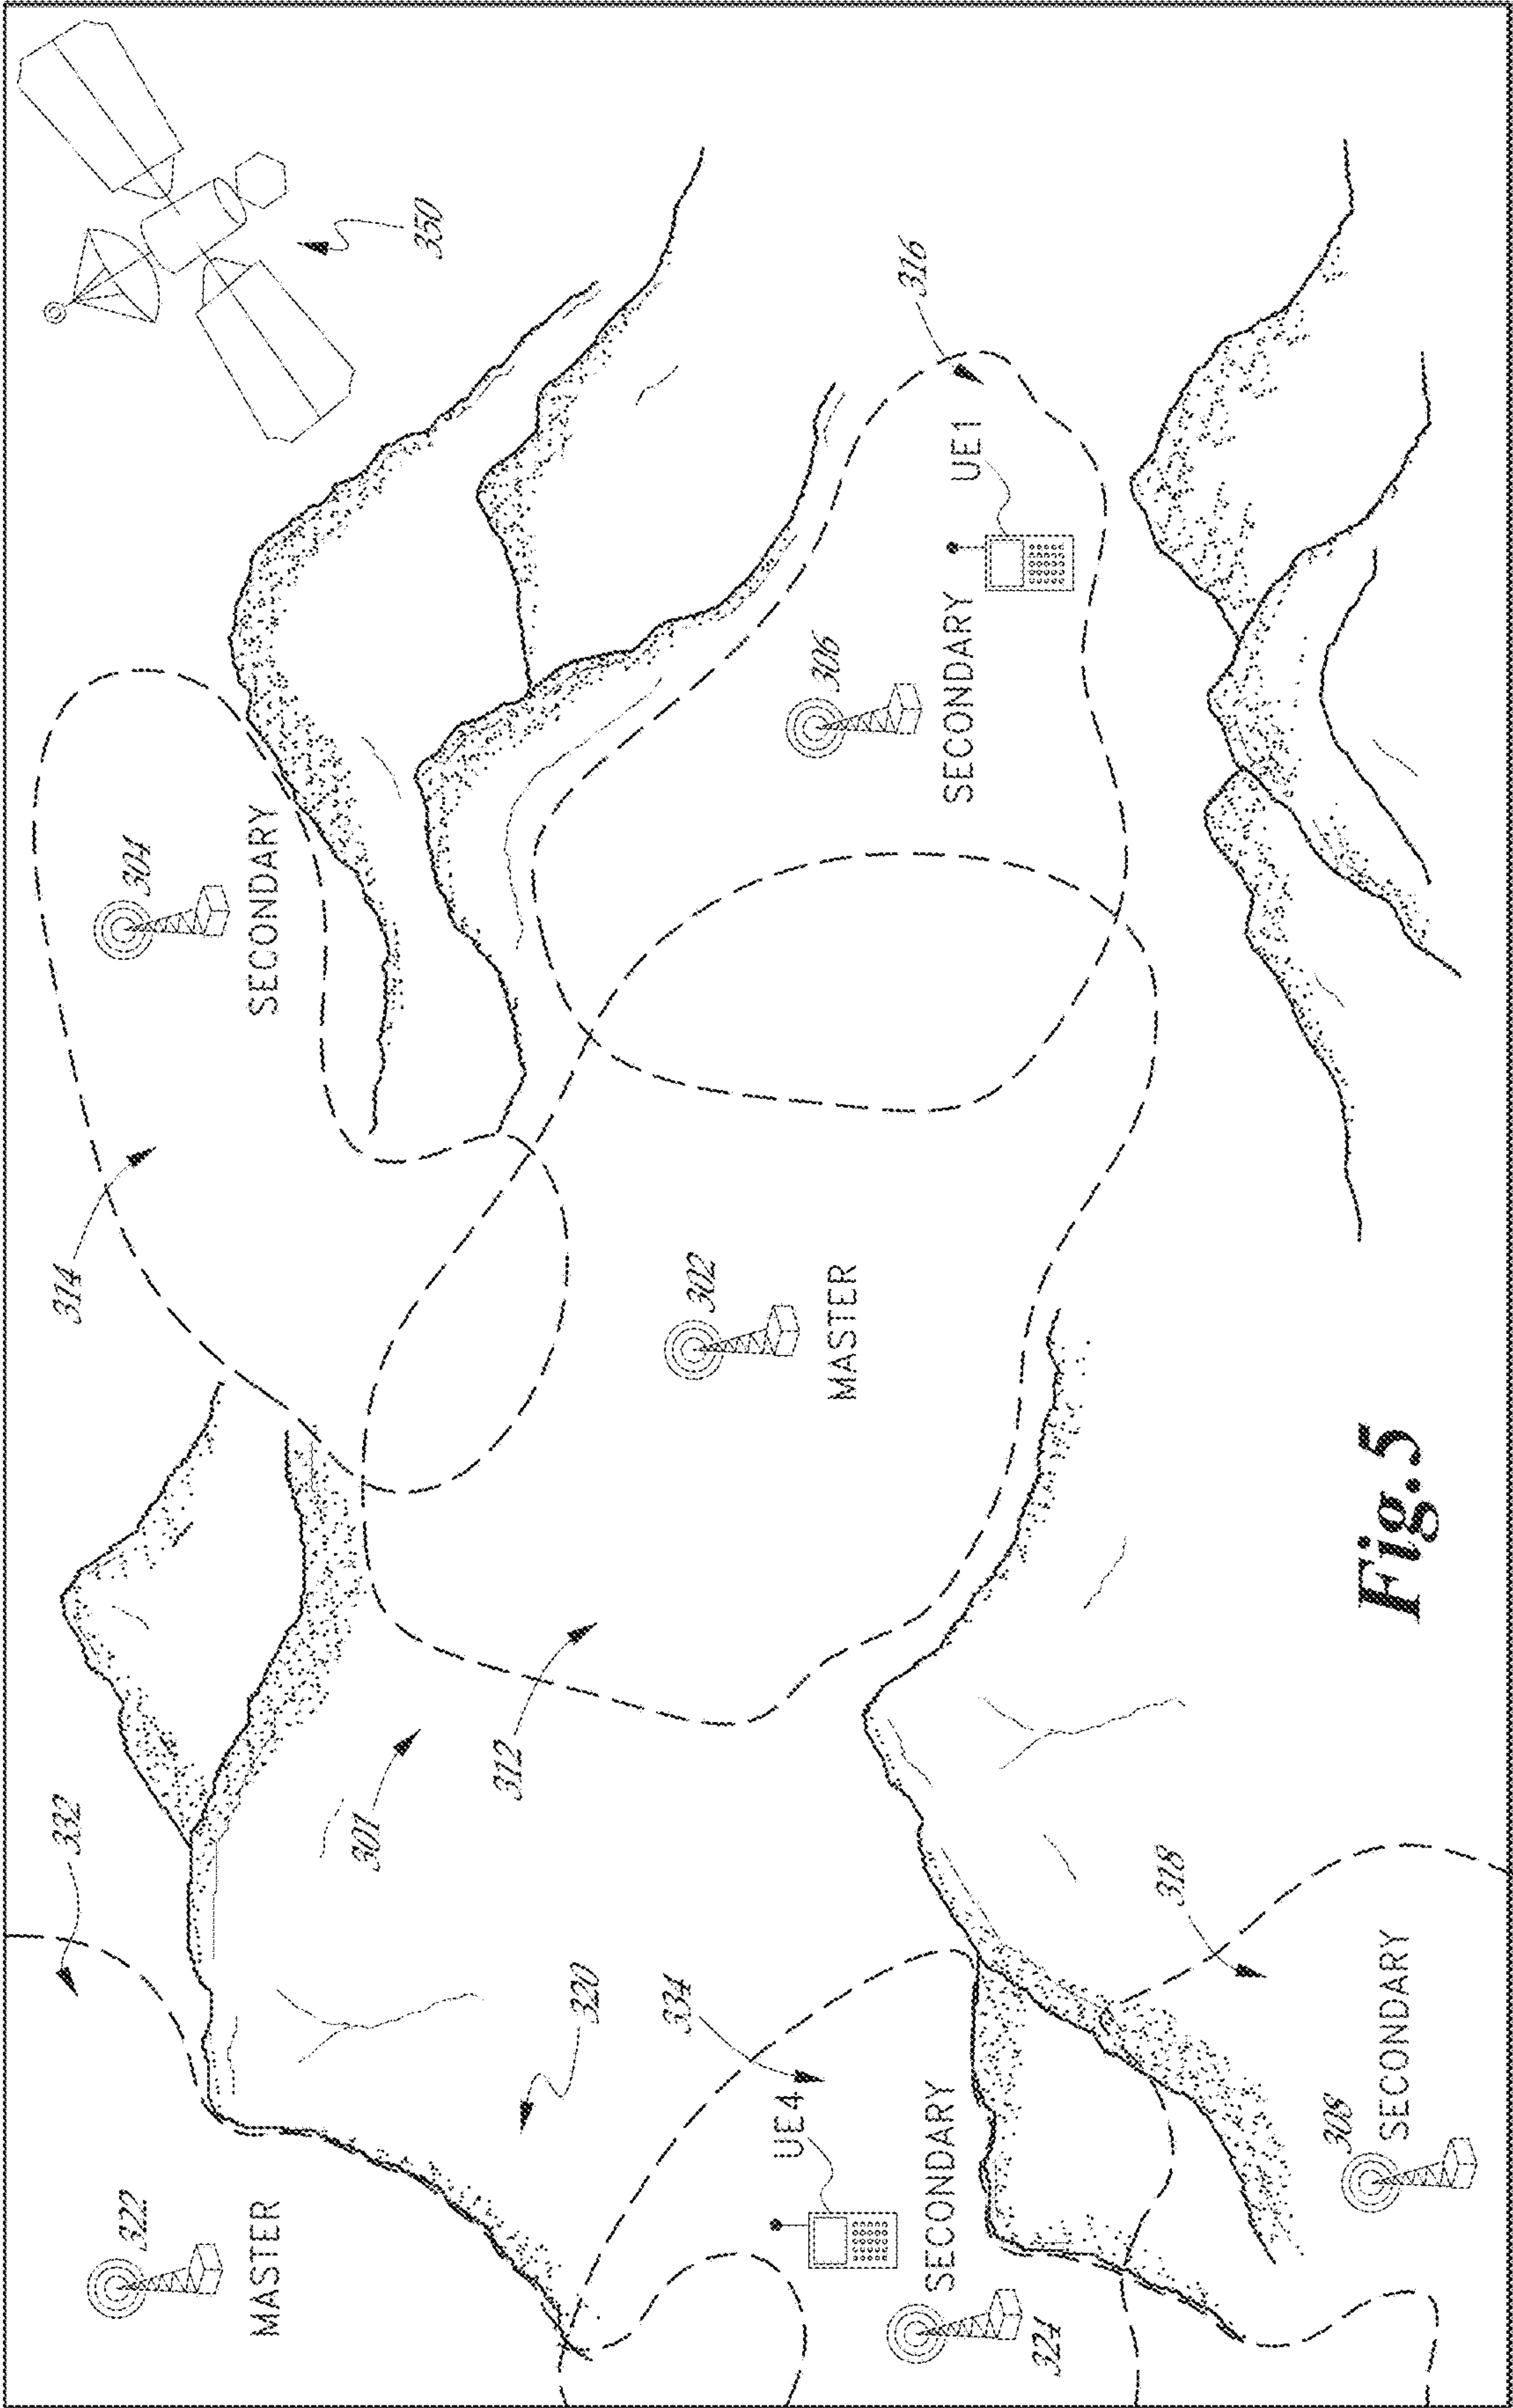 332
322
MASTER
314
304
SECONDARY
350
301
312
320
302
MASTER
334
UE4
SECONDARY
324
306
SECONDARY
UE1
316
318
308
SECONDARY
Fig.5